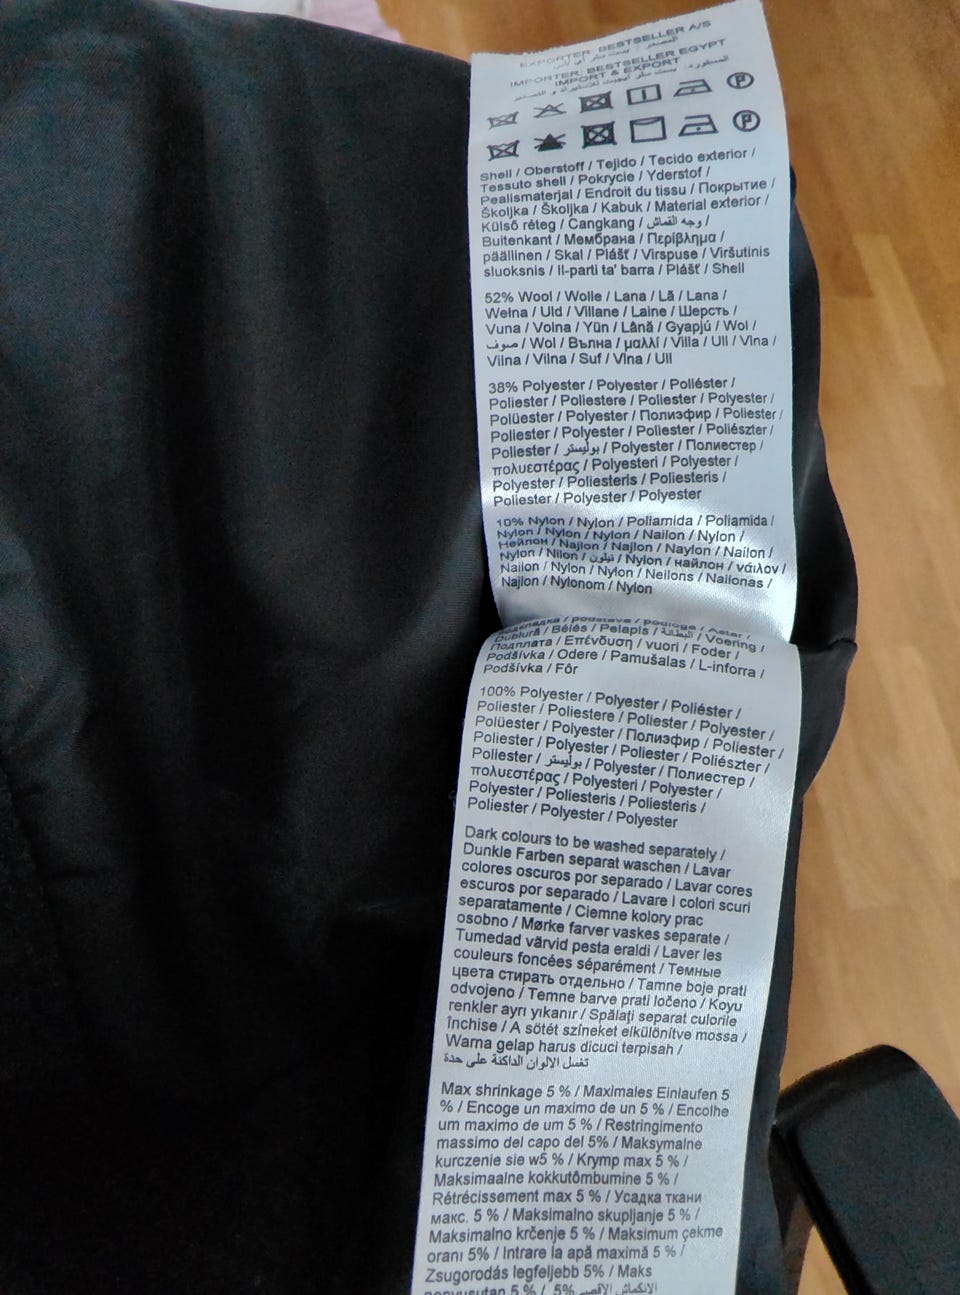 EXPORTER: BESTSELLER A/S
IMPORTER: BESTSELLER EGYPT
IMPORT & EXPORT
Shell / Oberstoff / Tejido / Tecido exterior /
Tessuto shell / Pokrycie / Yderstof /
Pealismaterjal / Endroit du tissu / Покрытие /
Školjka / Školjka / Kabuk / Material exterior /
Külső réteg / Cangkang / وجه القماش /
Buitenkant / Мембрана / Περίβλημα /
päällinen / Skal / Plášť / Virspuse / Viršutinis
sluoksnis / Il-parti ta' barra / Plášť / Shell
52% Wool / Wolle / Lana / Lã / Lana /
Wełna / Uld / Villane / Laine / Шерсть /
Vuna / Volna / Yün / Lână / Gyapjú / Wol /
صوف / Wol / Вълна / μαλλί / Villa / Ull / Vlna /
Vilna / Vilna / Suf / Vlna / Ull
38% Polyester / Polyester / Poliéster /
Poliester / Poliestere / Poliester / Polyester /
Polüester / Polyester / Полиэфир / Poliester /
Poliester / Polyester / Poliester / Poliészter /
Poliester / بوليستر / Polyester / Полиестер /
πολυεστέρας / Polyesteri / Polyester /
Polyester / Poliesteris / Poliesteris /
Poliester / Polyester / Polyester
10% Nylon / Nylon / Poliamida / Poliamida /
Nylon / Nylon / Nylon / Nailon / Nylon /
Нейлон / Najlon / Najlon / Naylon / Nailon /
Nylon / Nilon / نيلون / Nylon / найлон / νάιλον /
Nailon / Nylon / Nylon / Neilons / Nailonas /
Najlon / Nylonom / Nylon
Подкладка / podstava / podloga / Astar /
Dublură / Bélés / Pelapis / البطانة / Voering /
Подплата / Επένδυση / vuori / Foder /
Podšívka / Odere / Pamušalas / L-inforra /
Podšívka / Fôr
100% Polyester / Polyester / Poliéster /
Poliester / Poliestere / Poliester / Polyester /
Polüester / Polyester / Полиэфир / Poliester /
Poliester / Polyester / Poliester / Poliészter /
Poliester / بوليستر / Polyester / Полиестер /
πολυεστέρας / Polyesteri / Polyester /
Polyester / Poliesteris / Poliesteris /
Poliester / Polyester / Polyester
Dark colours to be washed separately /
Dunkle Farben separat waschen / Lavar
colores oscuros por separado / Lavar cores
escuros por separado / Lavare I colori scuri
separatamente / Ciemne kolory prac
osobno / Mørke farver vaskes separate /
Tumedad värvid pesta eraldi / Laver les
couleurs foncées séparément / Темные
цвета стирать отдельно / Tamne boje prati
odvojeno / Temne barve prati ločeno / Koyu
renkler ayrı yıkanır / Spălați separat culorile
închise / A sötét színeket elkülönítve mossa /
Warna gelap harus dicuci terpisah /
تغسل الالوان الداكنة على حدة
Max shrinkage 5 % / Maximales Einlaufen 5
% / Encoge un maximo de un 5 % / Encolhe
um maximo de um 5 % / Restringimento
massimo del capo del 5% / Maksymalne
kurczenie sie w5 % / Krymp max 5 % /
Maksimaalne kokkutõmbumine 5 % /
Rétrécissement max 5 % / Усадка ткани
макс. 5 % / Maksimalno skupljanje 5 % /
Maksimalno krčenje 5 % / Maksimum çekme
oranı 5% / Intrare la apă maximă 5 % /
Zsugorodás legfeljebb 5% / Maks
penyusutan 5 % / 5% الانكماش الأقصى